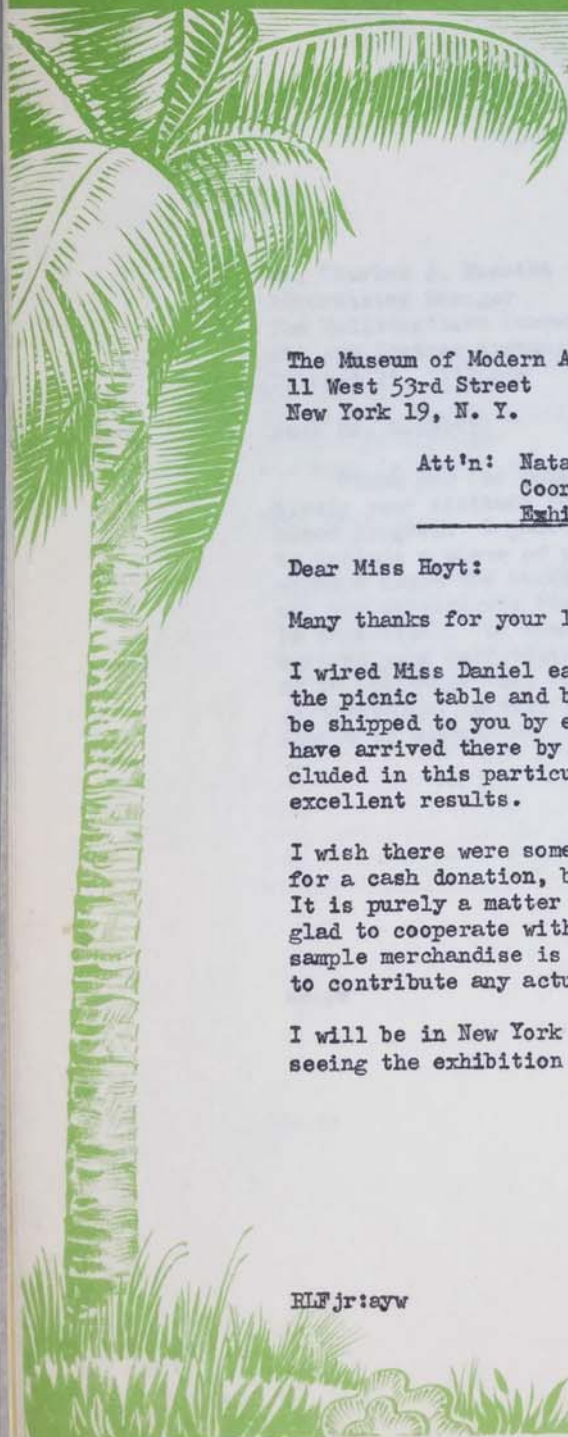 The Museum of Modern A
11 West 53rd Street
New York 19, N. Y.
Att'n: Nata
Coor
Exhi
Dear Miss Hoyt:
Many thanks for your l
I wired Miss Daniel ea
the picnic table and b
be shipped to you by e
have arrived there by
cluded in this particu
excellent results.
I wish there were some
for a cash donation, b
It is purely a matter
glad to cooperate with
sample merchandise is
to contribute any actu
I will be in New York
seeing the exhibition
RLFjr:ayw